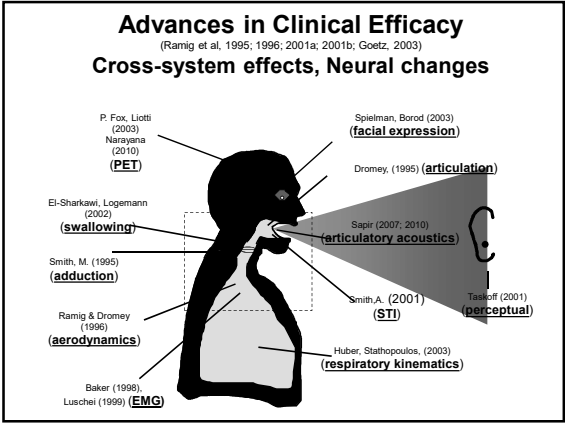 Advances in Clinical Efficacy
(Ramig et al, 1995; 1996; 2001a; 2001b; Goetz, 2003)
Cross-system effects, Neural changes
P. Fox, Liotti
(2003)
Narayana
(2010)
(PET)
Spielman, Borod (2003)
(facial expression)
Dromey, (1995) (articulation)
El-Sharkawi, Logemann
(2002)
(swallowing)
Sapir (2007; 2010)
(articulatory acoustics)
Smith, M. (1995)
(adduction)
Smith,A. (2001)
(STI)
Taskoff (2001)
(perceptual)
Ramig & Dromey
(1996)
(aerodynamics)
Huber, Stathopoulos, (2003)
(respiratory kinematics)
Baker (1998),
Luschei (1999) (EMG)